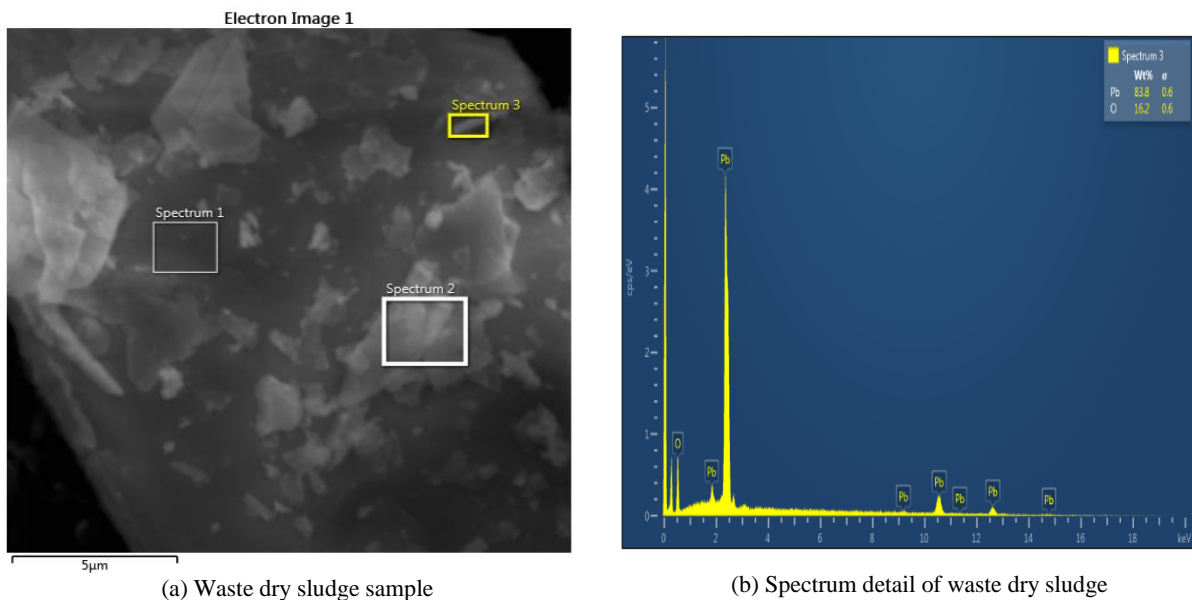 Electron Image 1
Spectrum 3
Spectrum 1
Spectrum 2
5µm
(a) Waste dry sludge sample
Spectrum 3
Wt% σ
Pb 83.8 0.6
O 16.2 0.6
cps/eV
5
4
3
2
1
0
Pb
O
Pb
Pb
Pb
Pb
Pb
Pb
0 2 4 6 8 10 12 14 16 18 keV
(b) Spectrum detail of waste dry sludge